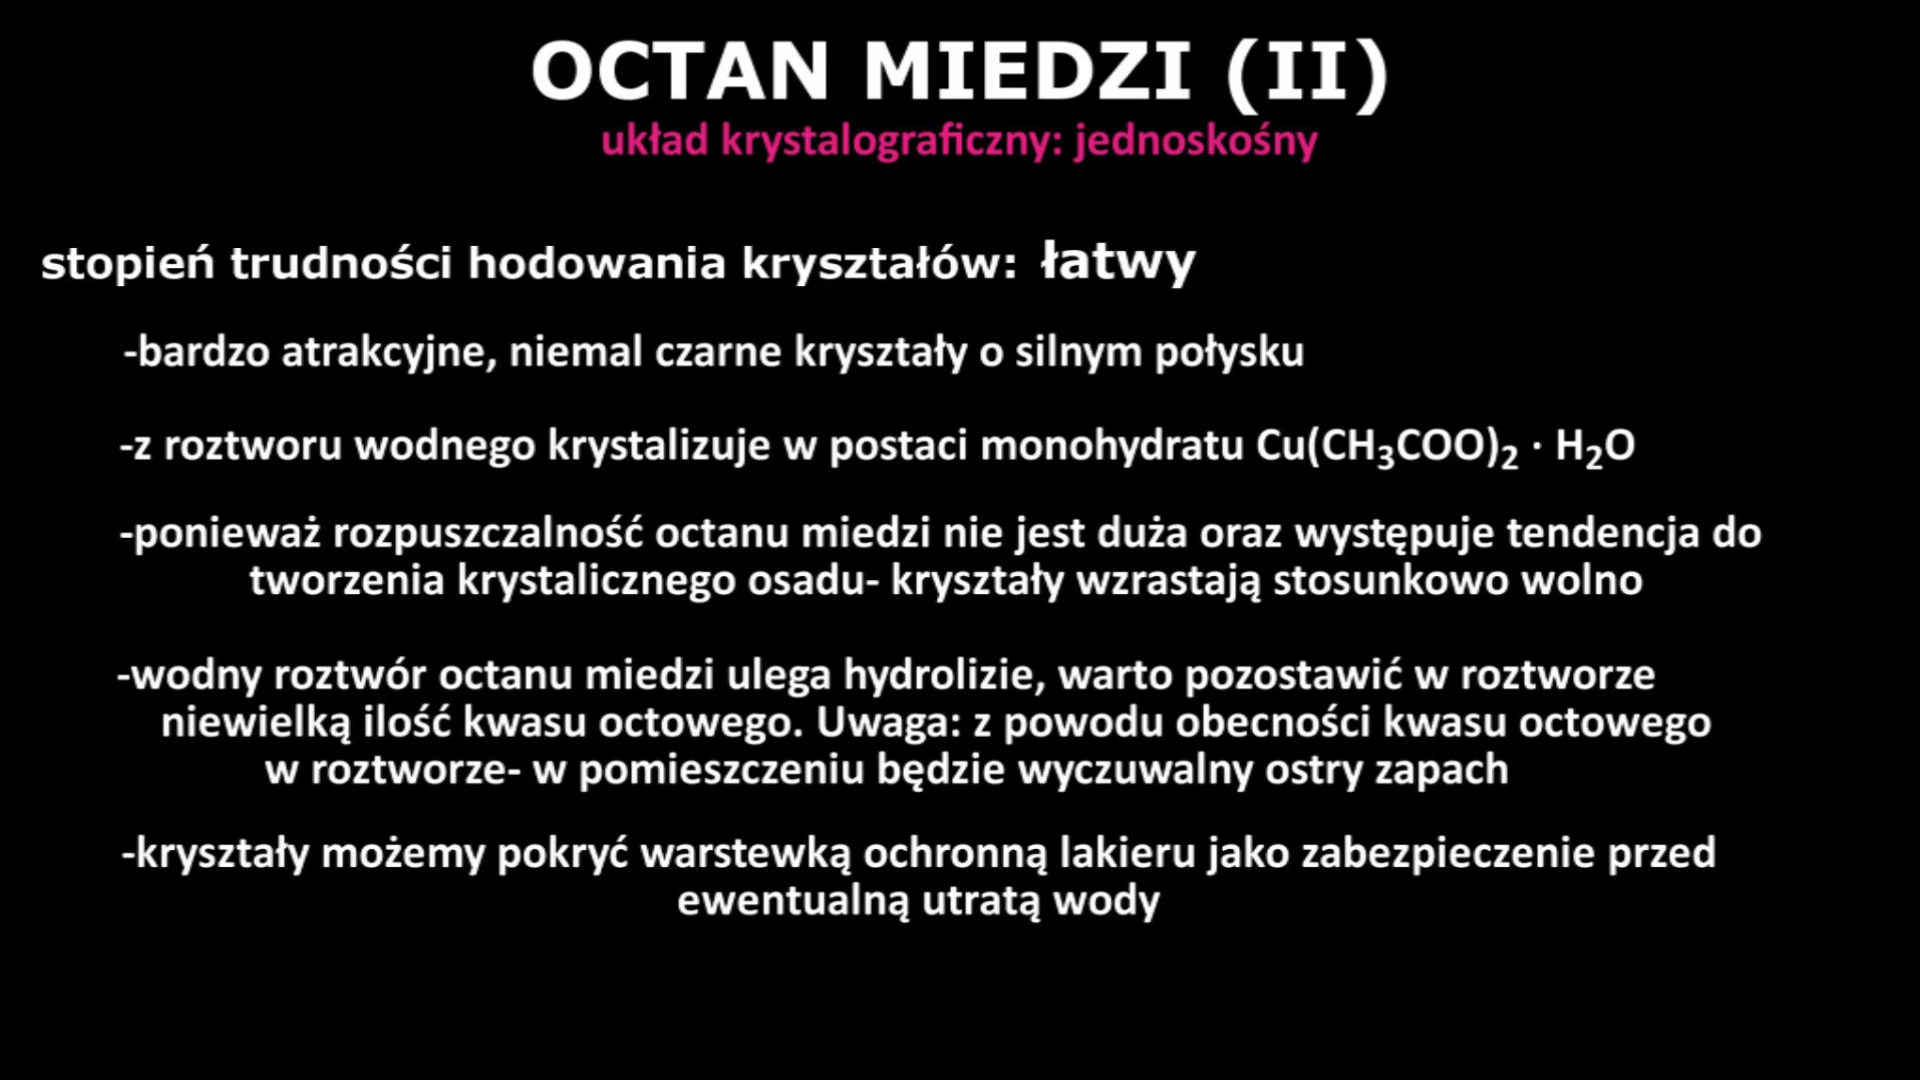 OCTAN MIEDZI (II)
układ krystalograficzny: jednoskośny
stopień trudności hodowania kryształów: łatwy
-bardzo atrakcyjne, niemal czarne kryształy o silnym połysku
-z roztworu wodnego krystalizuje w postaci monohydratu Cu(CH₃COO)₂ · H₂O
-ponieważ rozpuszczalność octanu miedzi nie jest duża oraz występuje tendencja do
tworzenia krystalicznego osadu- kryształy wzrastają stosunkowo wolno
-wodny roztwór octanu miedzi ulega hydrolizie, warto pozostawić w roztworze
niewielką ilość kwasu octowego. Uwaga: z powodu obecności kwasu octowego
w roztworze- w pomieszczeniu będzie wyczuwalny ostry zapach
-kryształy możemy pokryć warstewką ochronną lakieru jako zabezpieczenie przed
ewentualną utratą wody